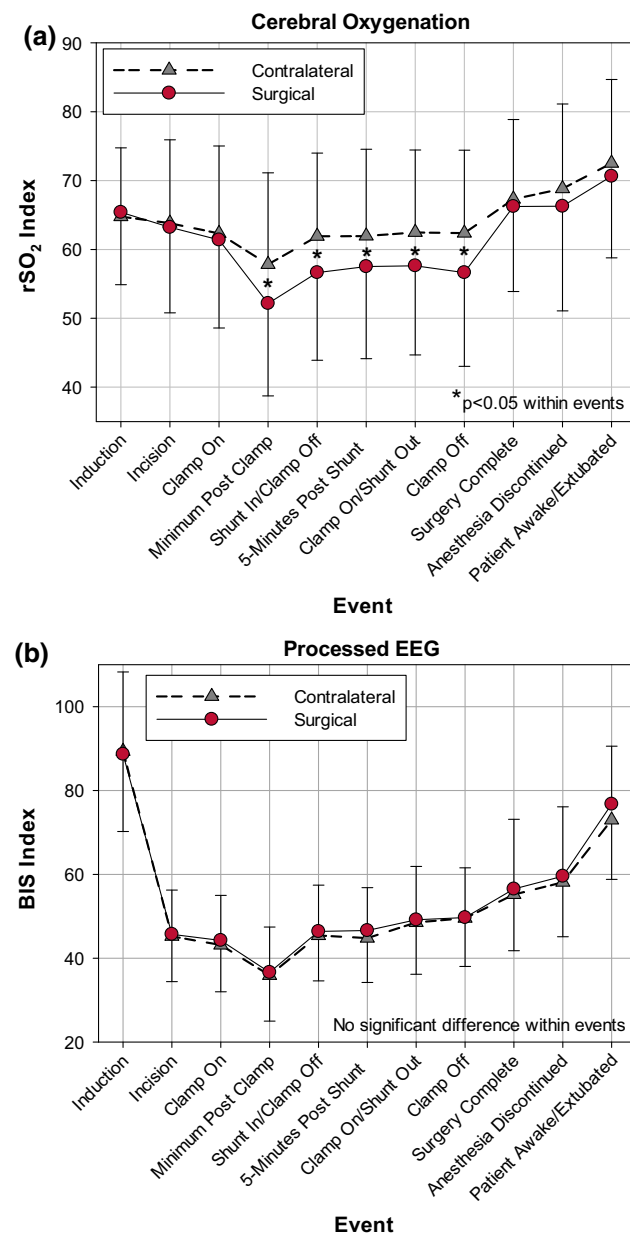 (a)
Cerebral Oxygenation
90
80
70
60
50
40
rSO2 Index
Contralateral
Surgical
*
*
*
*
*
*p<0.05 within events
Induction
Incision
Clamp On
Minimum Post Clamp
Shunt In/Clamp Off
5-Minutes Post Shunt
Clamp On/Shunt Out
Clamp Off
Surgery Complete
Anesthesia Discontinued
Patient Awake/Extubated
Event
(b)
Processed EEG
100
80
60
40
20
BIS Index
Contralateral
Surgical
No significant difference within events
Induction
Incision
Clamp On
Minimum Post Clamp
Shunt In/Clamp Off
5-Minutes Post Shunt
Clamp On/Shunt Out
Clamp Off
Surgery Complete
Anesthesia Discontinued
Patient Awake/Extubated
Event